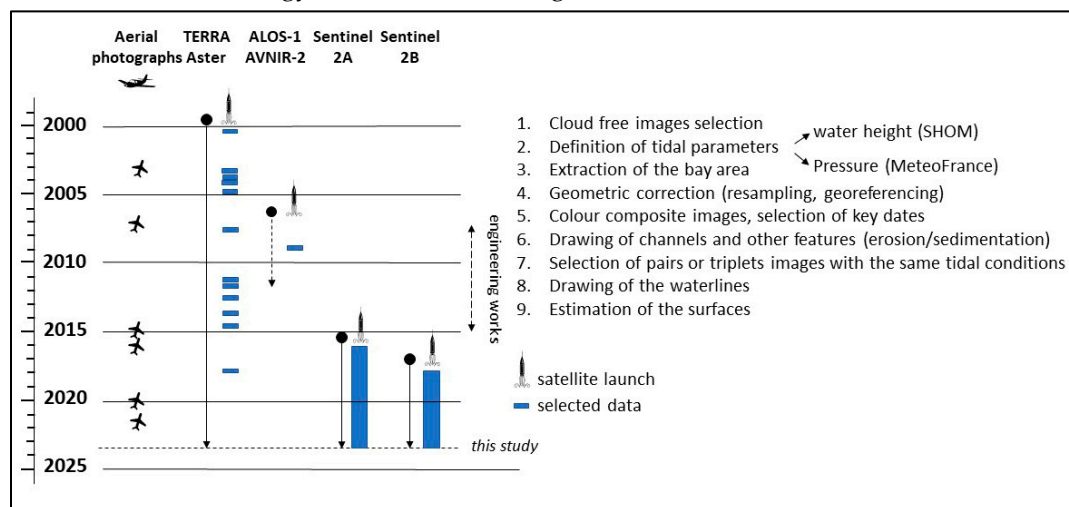 Aerial photographs
TERRA Aster
ALOS-1 AVNIR-2
Sentinel 2A
Sentinel 2B
2000
2005
2010
2015
2020
2025
engineering works
this study
1. Cloud free images selection
2. Definition of tidal parameters
water height (SHOM)
Pressure (MeteoFrance)
3. Extraction of the bay area
4. Geometric correction (resampling, georeferencing)
5. Colour composite images, selection of key dates
6. Drawing of channels and other features (erosion/sedimentation)
7. Selection of pairs or triplets images with the same tidal conditions
8. Drawing of the waterlines
9. Estimation of the surfaces
satellite launch
selected data